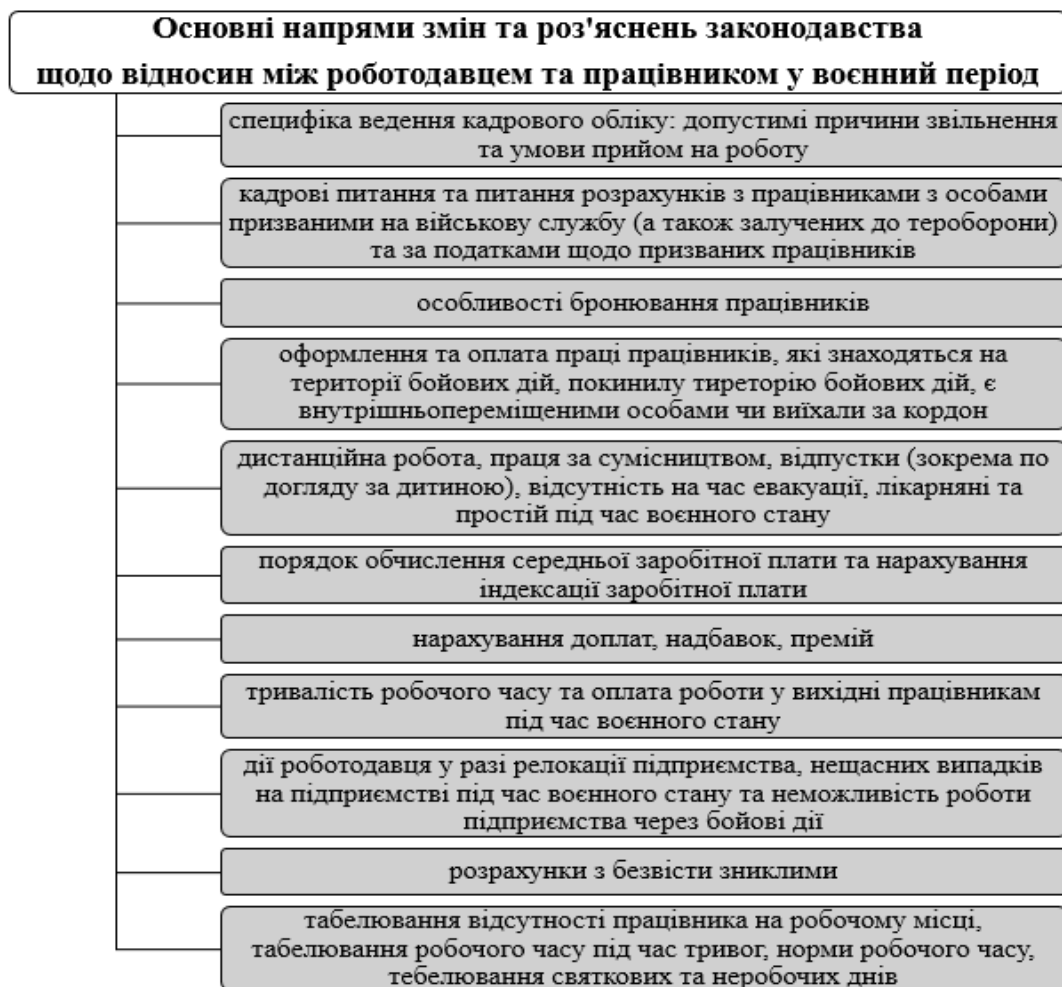 Основні напрями змін та роз'яснень законодавства
щодо відносин між роботодавцем та працівником у воєнний період
специфіка ведення кадрового обліку: допустимі причини звільнення
та умови прийом на роботу
кадрові питання та питання розрахунків з працівниками з особами
призваними на військову службу (а також залучених до тероборони)
та за податками щодо призваних працівників
особливості бронювання працівників
оформлення та оплата праці працівників, які знаходяться на
території бойових дій, покинилу тиреторію бойових дій, є
внутрішньопереміщеними особами чи виїхали за кордон
дистанційна робота, праця за сумісництвом, відпустки (зокрема по
догляду за дитиною), відсутність на час евакуації, лікарняні та
простій під час воєнного стану
порядок обчислення середньої заробітної плати та нарахування
індексації заробітної плати
нарахування доплат, надбавок, премій
тривалість робочого часу та оплата роботи у вихідні працівникам
під час воєнного стану
дії роботодавця у разі релокації підприємства, нещасних випадків
на підприємстві під час воєнного стану та неможливість роботи
підприємства через бойові дії
розрахунки з безвісти зниклими
табелювання відсутності працівника на робочому місці,
табелювання робочого часу під час тривог, норми робочого часу,
тебелювання святкових та неробочих днів